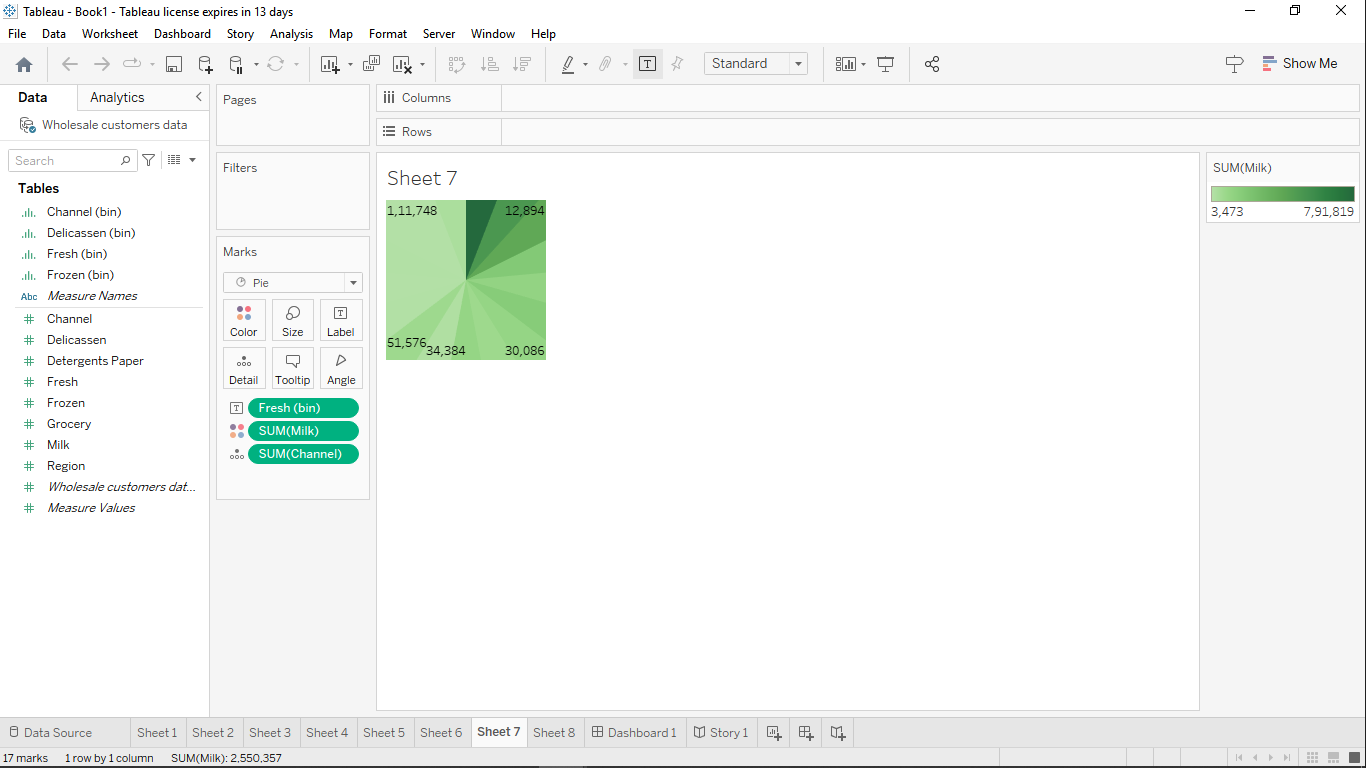 Tableau - Book1 - Tableau license expires in 13 days
File Data Worksheet Dashboard Story Analysis Map Format Server Window Help
Standard
Show Me
Data Analytics
Wholesale customers data
Search
Tables
Channel (bin)
Delicassen (bin)
Fresh (bin)
Frozen (bin)
Abc Measure Names
Channel
Delicassen
Detergents Paper
Fresh
Frozen
Grocery
Milk
Region
Wholesale customers dat...
Measure Values
Pages
Filters
Marks
Pie
Color Size Label
Detail Tooltip Angle
Fresh (bin)
SUM(Milk)
SUM(Channel)
Columns
Rows
Sheet 7
1,11,748 12,894
51,576 34,384 30,086
SUM(Milk)
3,473 7,91,819
Data Source Sheet 1 Sheet 2 Sheet 3 Sheet 4 Sheet 5 Sheet 6 Sheet 7 Sheet 8 Dashboard 1 Story 1
17 marks 1 row by 1 column SUM(Milk): 2,550,357